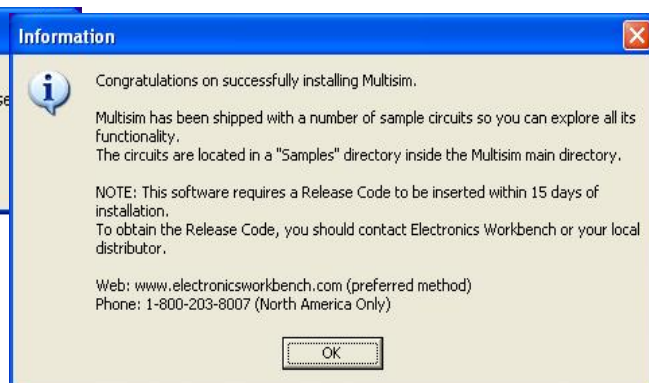 Information
Congratulations on successfully installing Multisim.
Multisim has been shipped with a number of sample circuits so you can explore all its
functionality.
The circuits are located in a "Samples" directory inside the Multisim main directory.
NOTE: This software requires a Release Code to be inserted within 15 days of
installation.
To obtain the Release Code, you should contact Electronics Workbench or your local
distributor.
Web: www.electronicsworkbench.com (preferred method)
Phone: 1-800-203-8007 (North America Only)
OK